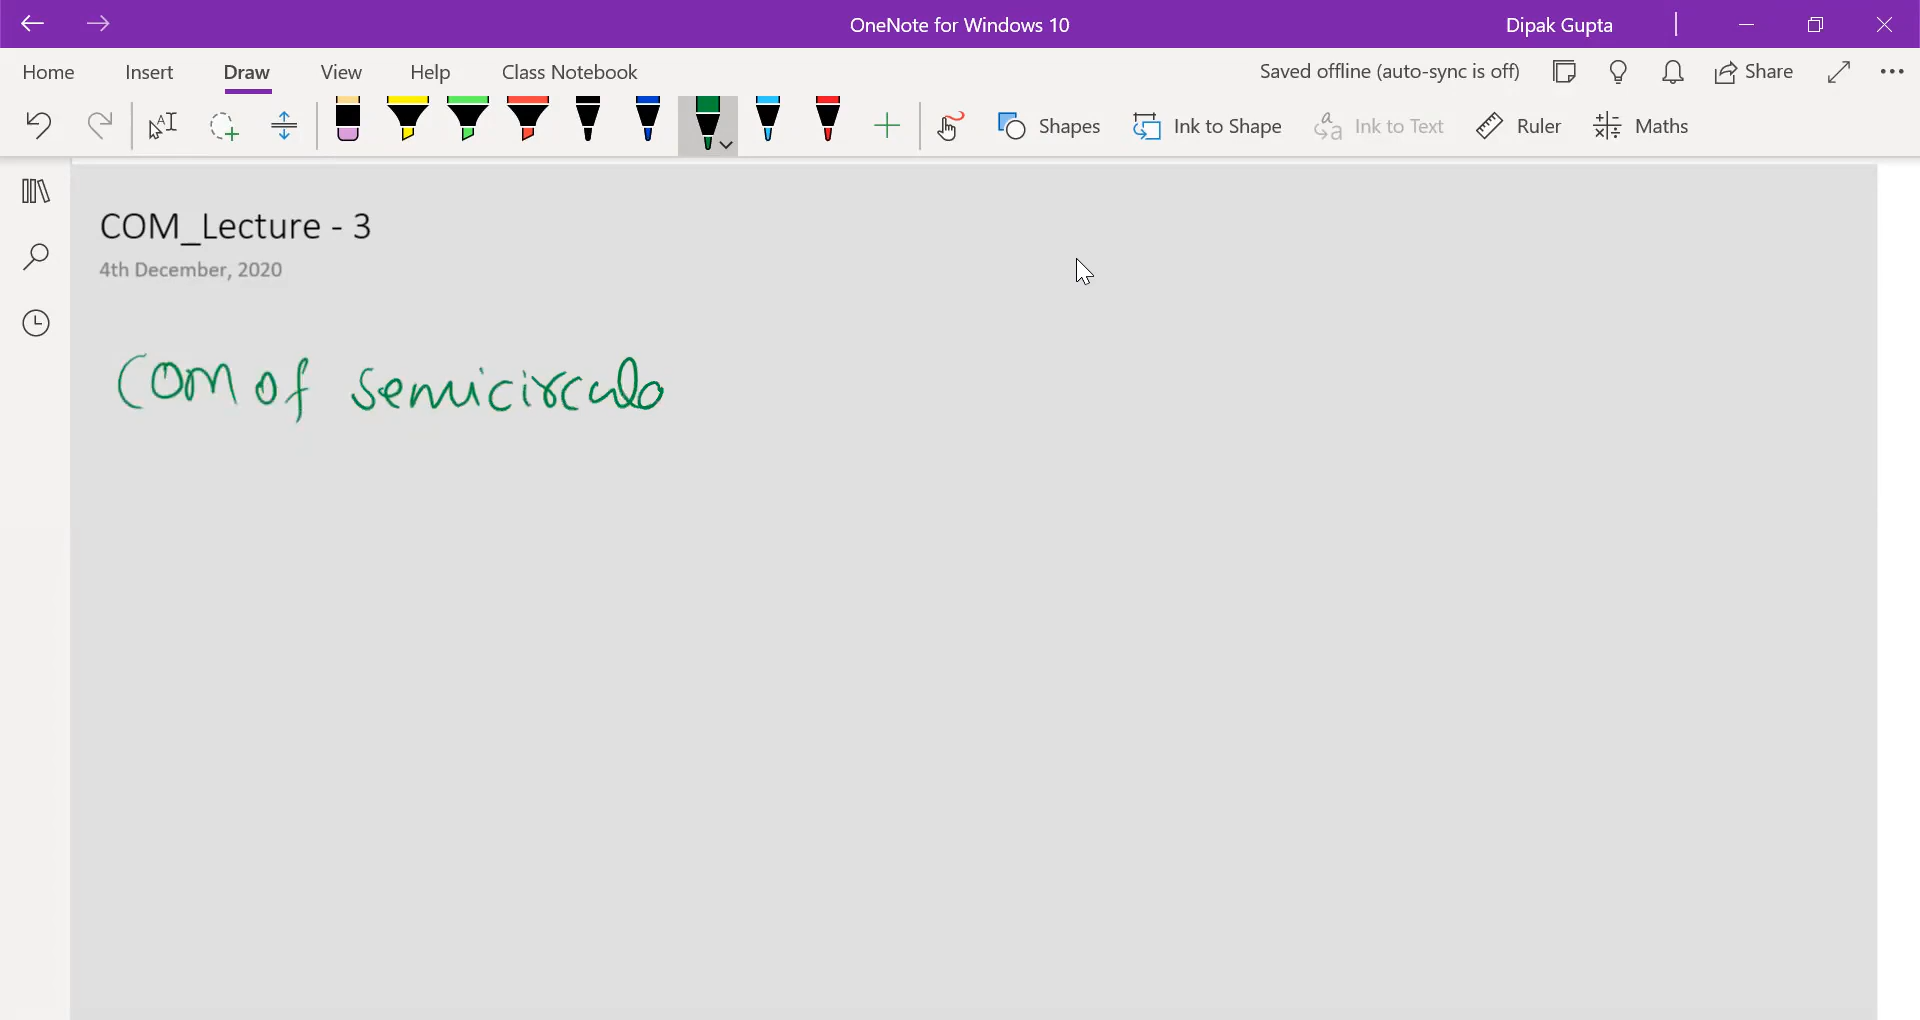 OneNote for Windows 10
Dipak Gupta
Home Insert Draw View Help Class Notebook
Saved offline (auto-sync is off) Share
Shapes Ink to Shape Ink to Text Ruler Maths
COM_Lecture - 3
4th December, 2020
COM of semicircula